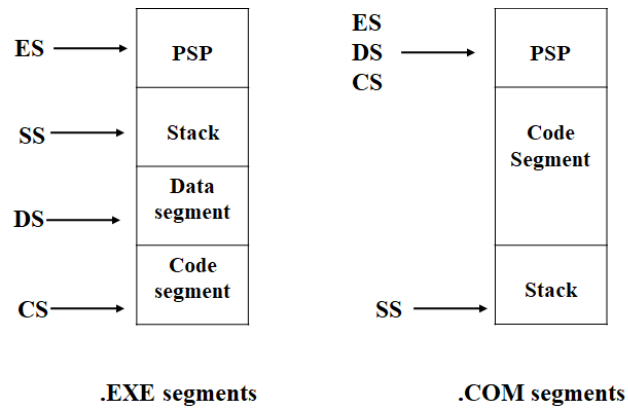 ES
PSP
SS
Stack
DS
Data
segment
CS
Code
segment
.EXE segments
ES
DS
CS
PSP
Code
Segment
SS
Stack
.COM segments